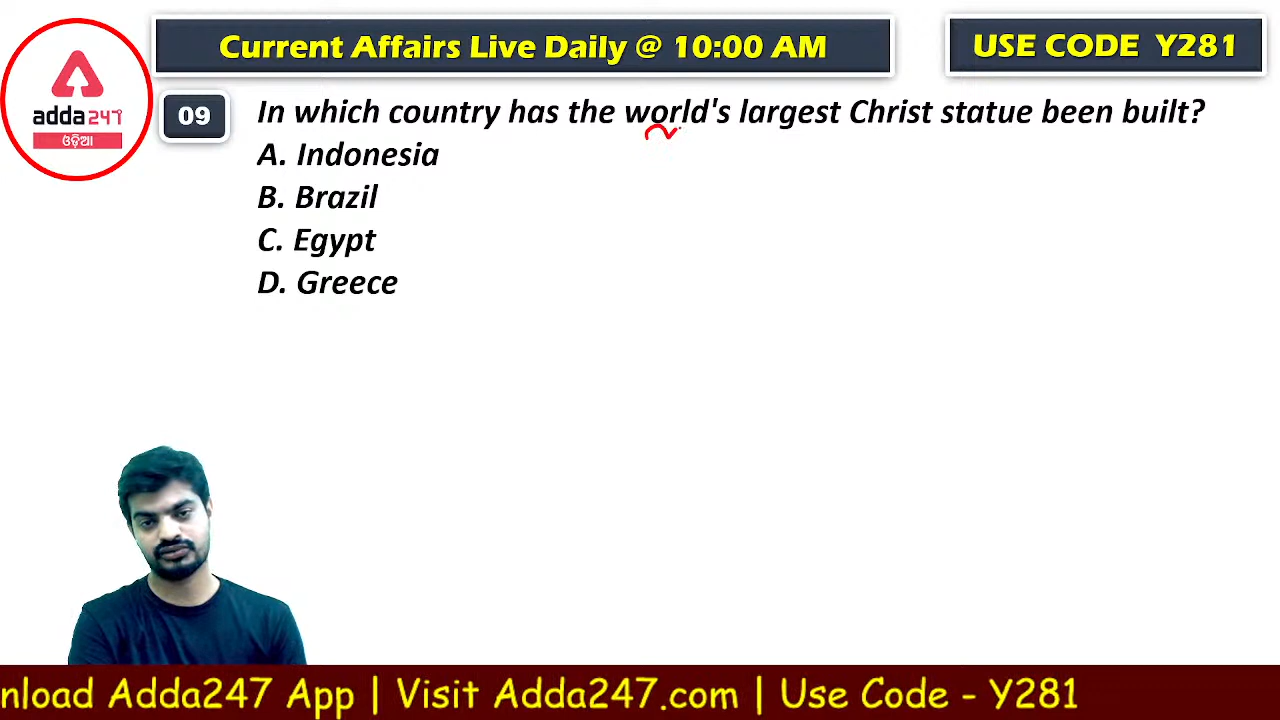 Current Affairs Live Daily @ 10:00 AM
USE CODE Y281
adda247
ଓଡ଼ିଆ
09
In which country has the world's largest Christ statue been built?
A. Indonesia
B. Brazil
C. Egypt
D. Greece
nload Adda247 App | Visit Adda247.com | Use Code - Y281